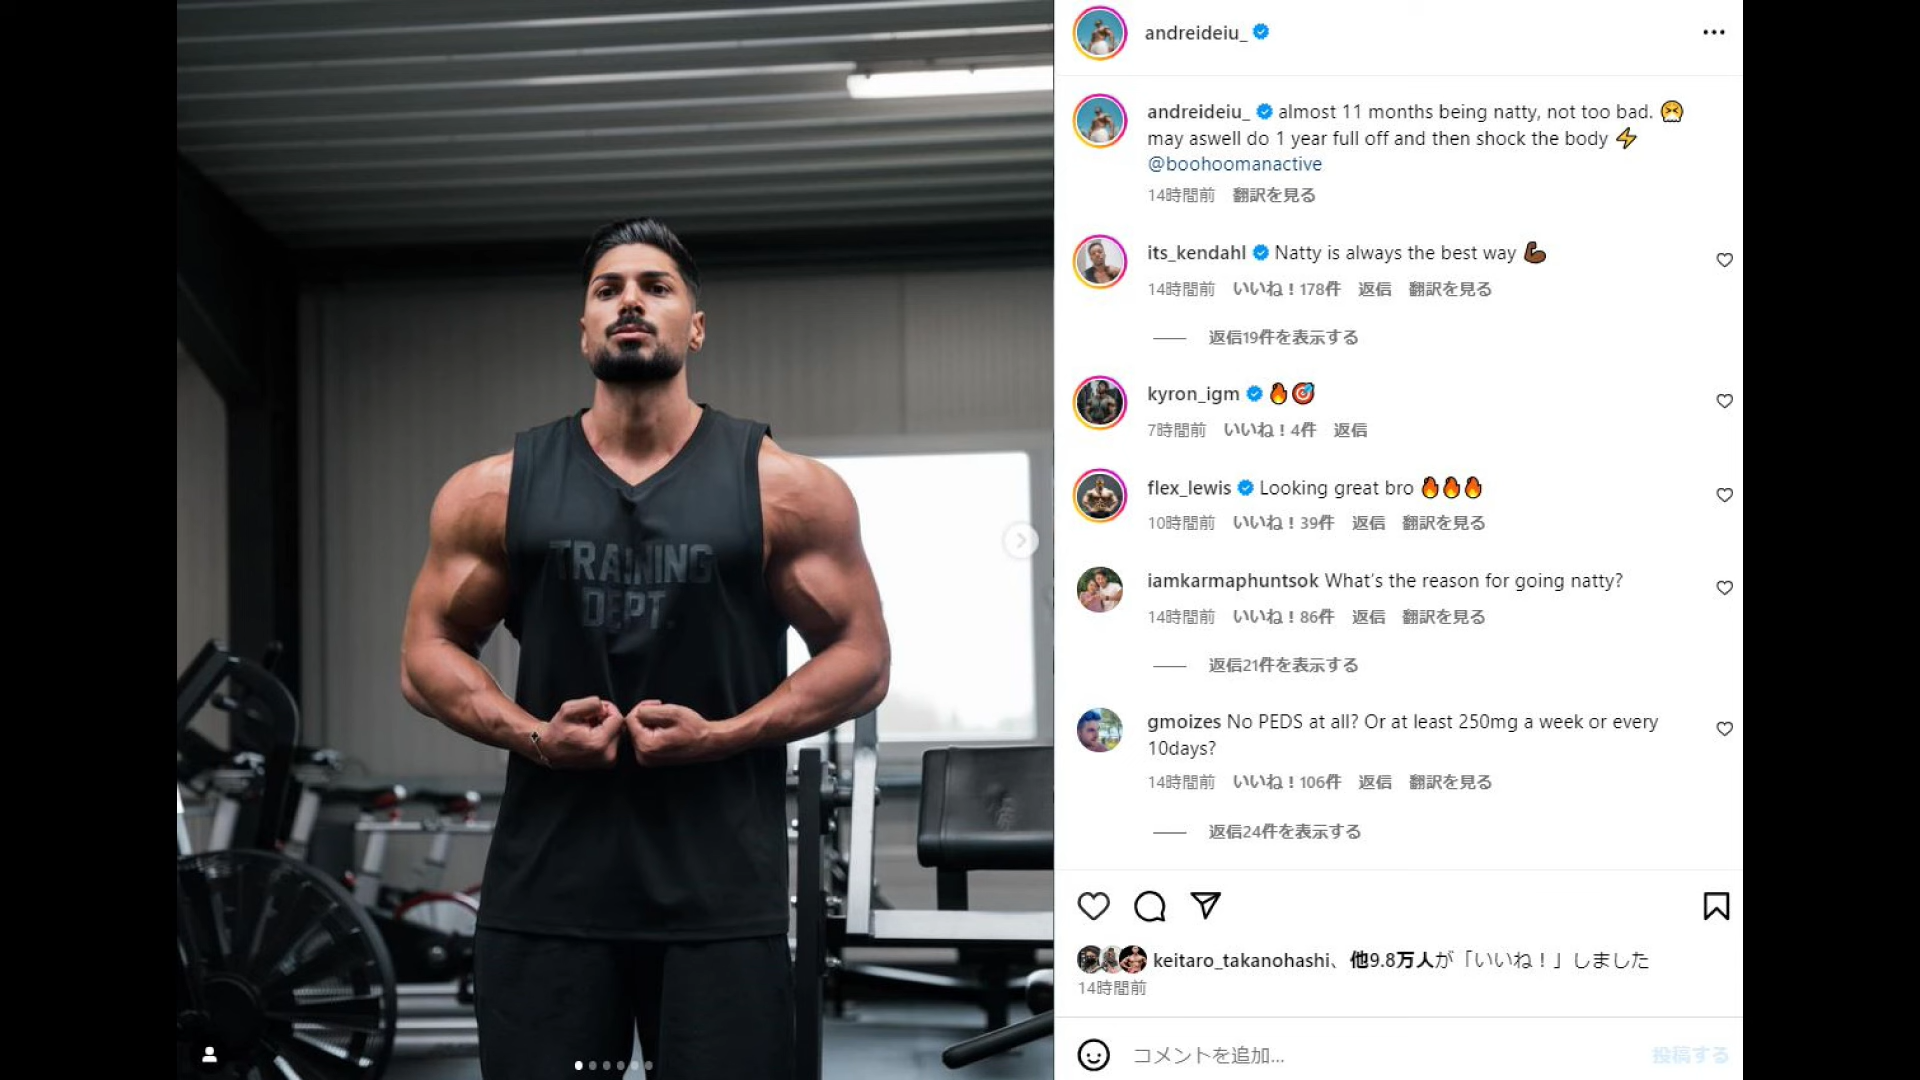 andreideiu_
andreideiu_ almost 11 months being natty, not too bad. 😷
may aswell do 1 year full off and then shock the body ⚡
@boohoomanactive
14時間前 翻訳を見る
its_kendahl Natty is always the best way 💪🏿
14時間前 いいね！178件 返信 翻訳を見る
返信19件を表示する
kyron_igm 🔥🎯
7時間前 いいね！4件 返信
flex_lewis Looking great bro 🔥🔥🔥
10時間前 いいね！39件 返信 翻訳を見る
iamkarmaphuntsok What's the reason for going natty?
14時間前 いいね！86件 返信 翻訳を見る
返信21件を表示する
gmoizes No PEDS at all? Or at least 250mg a week or every
10days?
14時間前 いいね！106件 返信 翻訳を見る
返信24件を表示する
keitaro_takanohashi、他9.8万人が「いいね！」しました
14時間前
コメントを追加...
投稿する
TRAINING
DEPT.